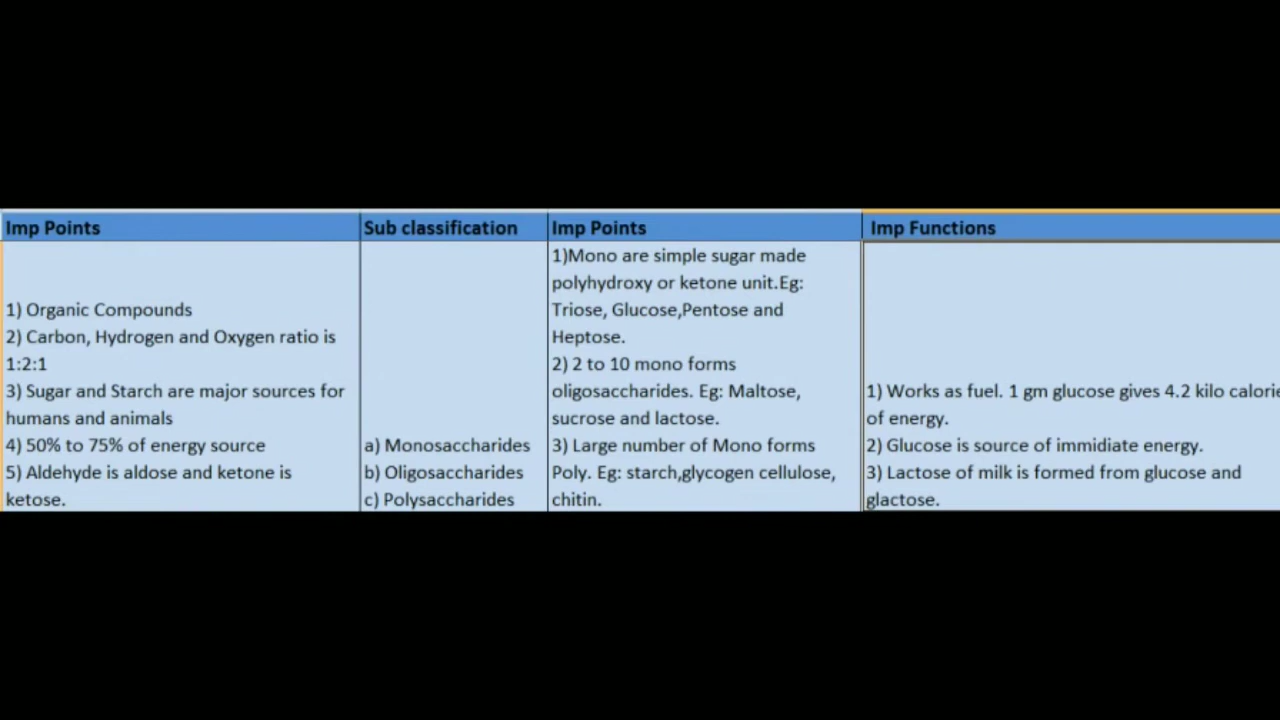 Imp Points
Sub classification
Imp Points
Imp Functions
1) Organic Compounds
2) Carbon, Hydrogen and Oxygen ratio is
1:2:1
3) Sugar and Starch are major sources for
humans and animals
4) 50% to 75% of energy source
5) Aldehyde is aldose and ketone is
ketose.
a) Monosaccharides
b) Oligosaccharides
c) Polysaccharides
1)Mono are simple sugar made
polyhydroxy or ketone unit.Eg:
Triose, Glucose,Pentose and
Heptose.
2) 2 to 10 mono forms
oligosaccharides. Eg: Maltose,
sucrose and lactose.
3) Large number of Mono forms
Poly. Eg: starch,glycogen cellulose,
chitin.
1) Works as fuel. 1 gm glucose gives 4.2 kilo calorie
of energy.
2) Glucose is source of immidiate energy.
3) Lactose of milk is formed from glucose and
glactose.